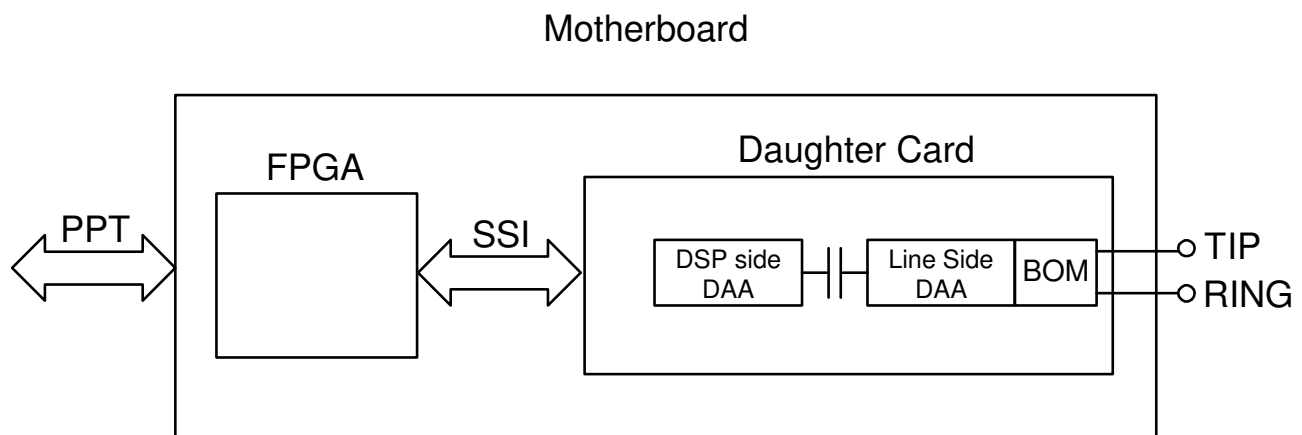 Motherboard
Daughter Card
FPGA
PPT
SSI
DSP side
DAA
Line Side
DAA
BOM
TIP
RING